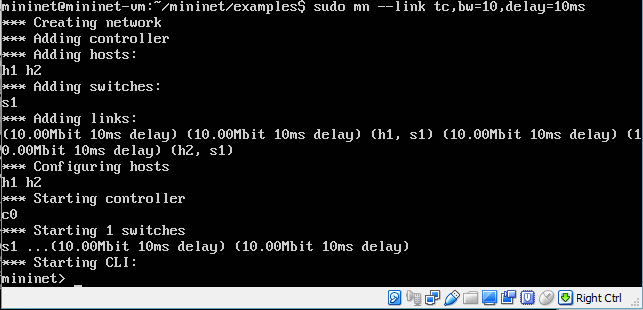 mininet@mininet-vm:~/mininet/examples$ sudo mn --link tc,bw=10,delay=10ms
*** Creating network
*** Adding controller
*** Adding hosts:
h1 h2
*** Adding switches:
s1
*** Adding links:
(10.00Mbit 10ms delay) (10.00Mbit 10ms delay) (h1, s1) (10.00Mbit 10ms delay) (1
0.00Mbit 10ms delay) (h2, s1)
*** Configuring hosts
h1 h2
*** Starting controller
c0
*** Starting 1 switches
s1 ...(10.00Mbit 10ms delay) (10.00Mbit 10ms delay)
*** Starting CLI:
mininet> _
Right Ctrl